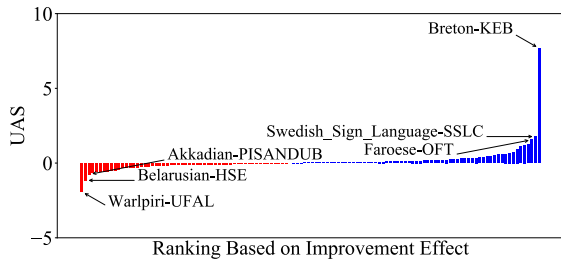 10
Breton-KEB
5
UAS
Swedish_Sign_Language-SSLC
Faroese-OFT
Akkadian-PISANDUB
0
Belarusian-HSE
Warlpiri-UFAL
−5
Ranking Based on Improvement Effect